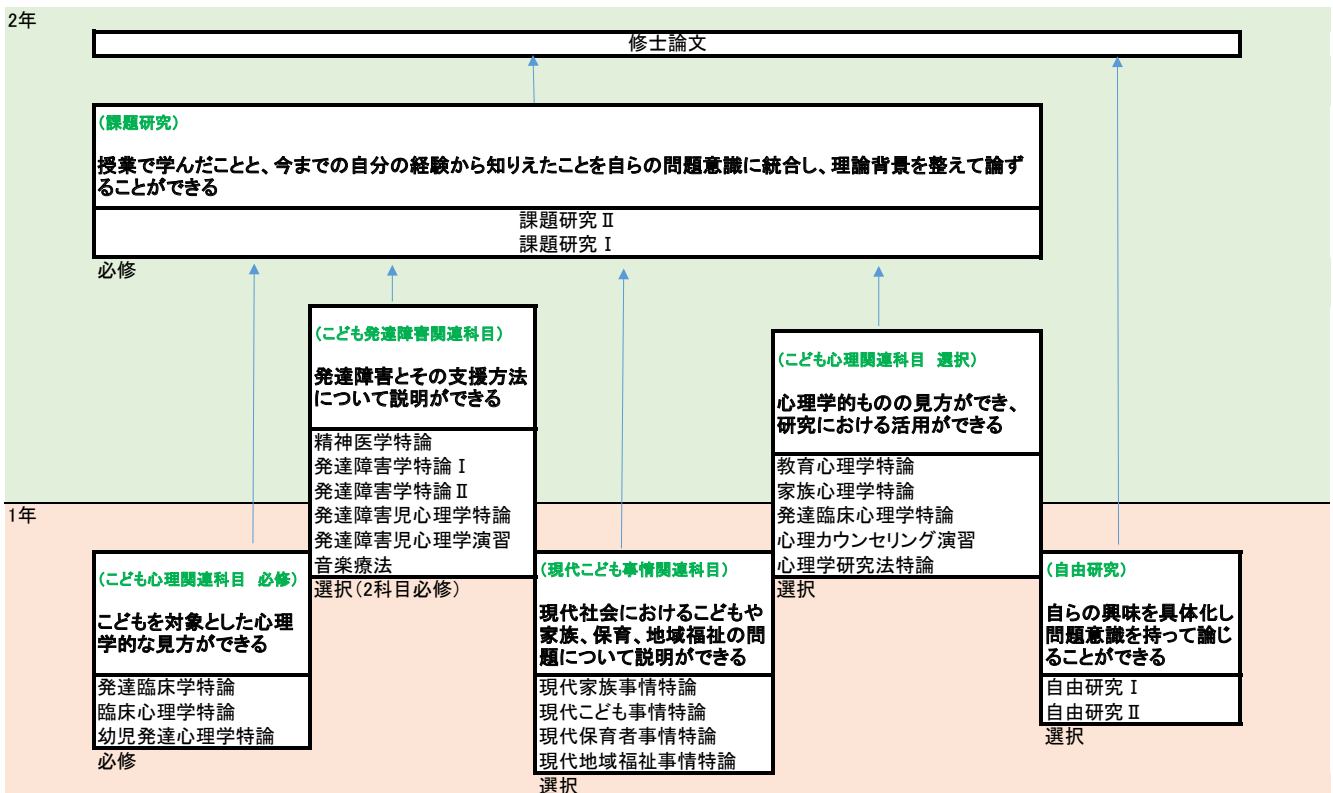 2年
修士論文
(課題研究)
授業で学んだことと、今までの自分の経験から知りえたことを自らの問題意識に統合し、理論背景を整えて論ず
ることができる
課題研究Ⅱ
課題研究Ⅰ
必修
(こども発達障害関連科目)
発達障害とその支援方法
について説明ができる
精神医学特論
発達障害学特論Ⅰ
発達障害学特論Ⅱ
発達障害児心理学特論
発達障害児心理学演習
音楽療法
選択(2科目必修)
(こども心理関連科目 選択)
心理学的ものの見方ができ、
研究における活用ができる
教育心理学特論
家族心理学特論
発達臨床心理学特論
心理カウンセリング演習
心理学研究法特論
選択
1年
(こども心理関連科目 必修)
こどもを対象とした心理
学的な見方ができる
発達臨床学特論
臨床心理学特論
幼児発達心理学特論
必修
(現代こども事情関連科目)
現代社会におけるこどもや
家族、保育、地域福祉の問
題について説明ができる
現代家族事情特論
現代こども事情特論
現代保育者事情特論
現代地域福祉事情特論
選択
(自由研究)
自らの興味を具体化し
問題意識を持って論じ
ることができる
自由研究Ⅰ
自由研究Ⅱ
選択